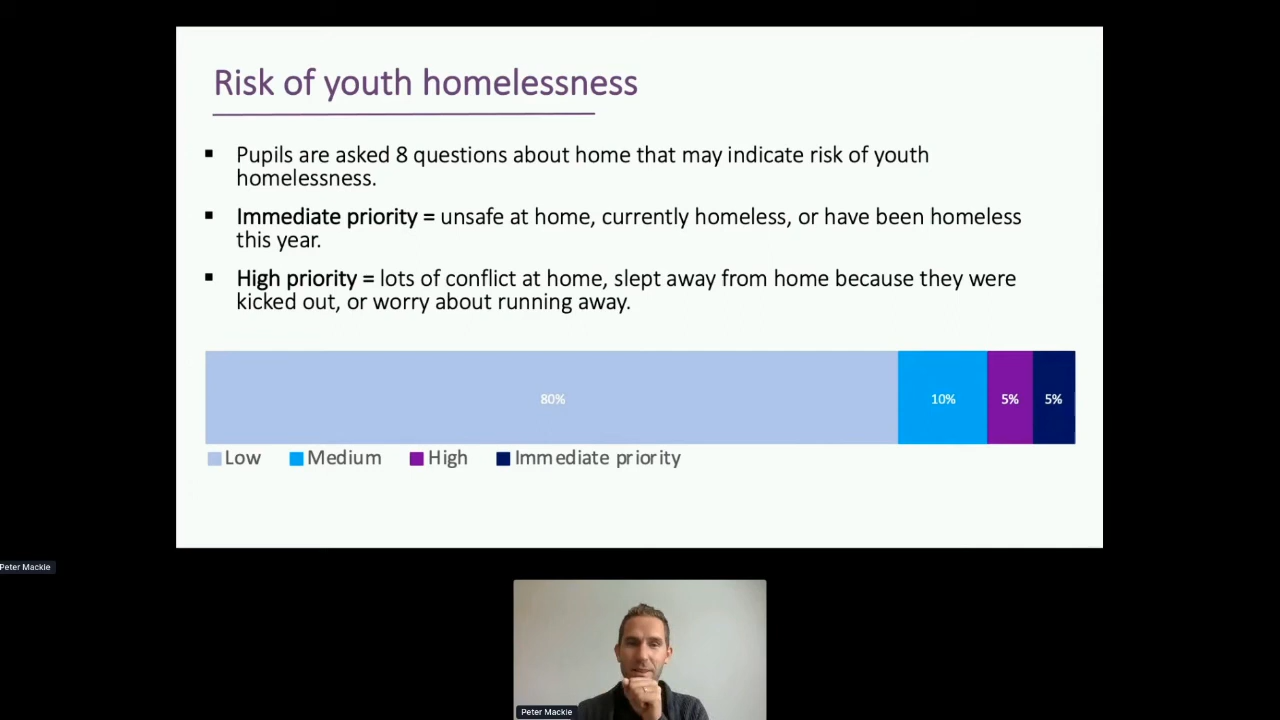 Risk of youth homelessness
▪ Pupils are asked 8 questions about home that may indicate risk of youth
homelessness.
▪ Immediate priority = unsafe at home, currently homeless, or have been homeless
this year.
▪ High priority = lots of conflict at home, slept away from home because they were
kicked out, or worry about running away.
80% 10% 5% 5%
Low Medium High Immediate priority
Peter Mackie
Peter Mackie